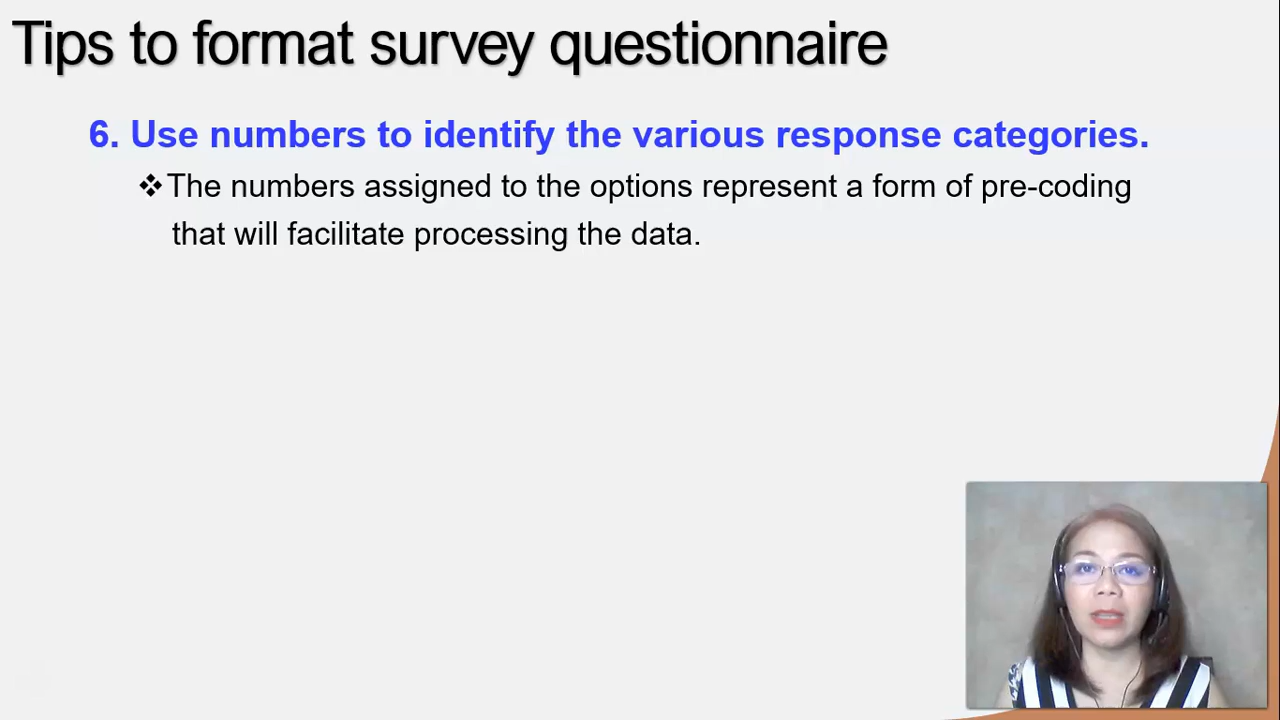 Tips to format survey questionnaire
6. Use numbers to identify the various response categories.
❖The numbers assigned to the options represent a form of pre-coding
that will facilitate processing the data.